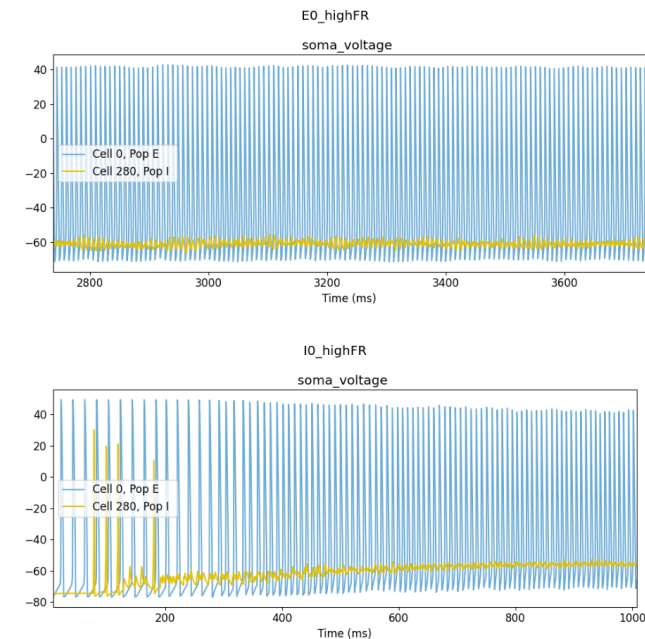 E0_highFR
soma_voltage
40
20
0
−20
−40
−60
Cell 0, Pop E
Cell 280, Pop I
2800 3000 3200 3400 3600
Time (ms)
I0_highFR
soma_voltage
40
20
0
−20
−40
−60
−80
Cell 0, Pop E
Cell 280, Pop I
200 400 600 800 1000
Time (ms)